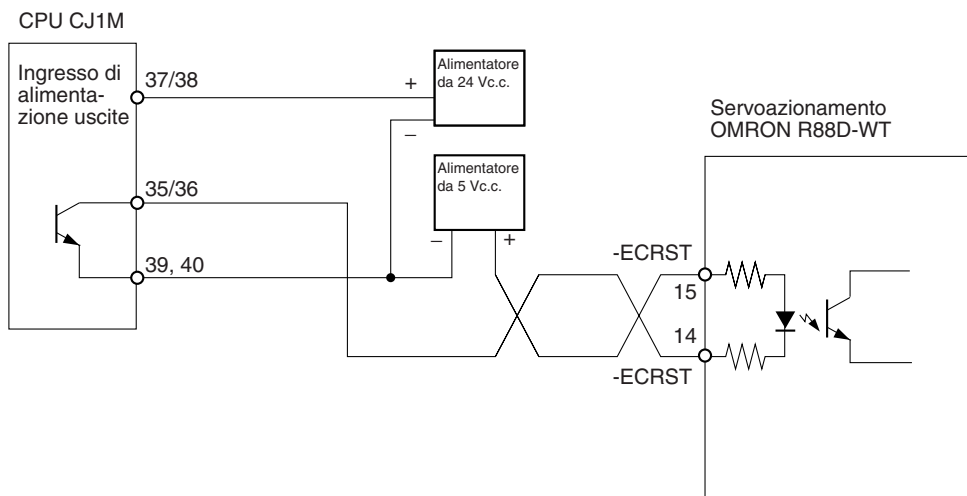 CPU CJ1M
Ingresso di
alimenta-
zione uscite
37/38
+
−
Alimentatore
da 24 Vc.c.
Servoazionamento
OMRON R88D-WT
35/36
Alimentatore
da 5 Vc.c.
−
+
39, 40
-ECRST
15
14
-ECRST